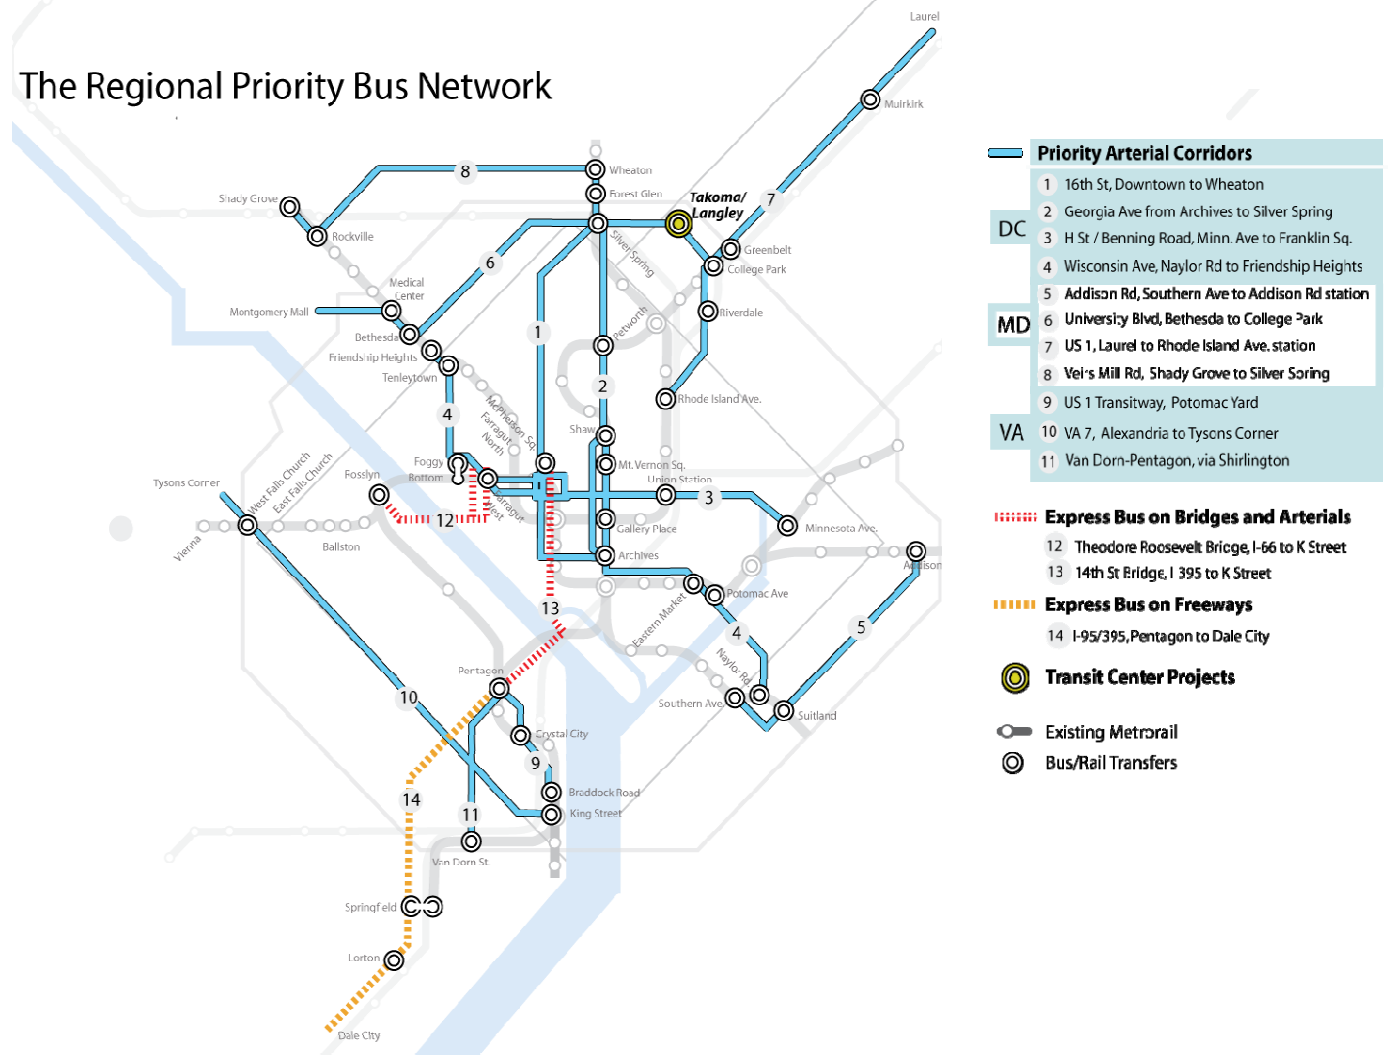 The Regional Priority Bus Network
Laurel
Muirkirk
8
Wheaton
Forest Glen
Shady Grove
Takoma/
Langley
7
Rockville
Silver Spring
Greenbelt
College Park
6
Medical
Center
Montgomery Mall
Riverdale
Petworth
1
Bethesda
Friendship Heights
Tenleytown
2
Rhode Island Ave.
4
McPherson Sq.
Farragut
North
Shaw
Foggy
Bottom
Mt. Vernon Sq.
Union Station
Fosslyn
Tysons Corner
West Falls Church
East Falls Church
Farragut
West
3
12
Gallery Place
Minnesota Ave.
Vienna
Ballston
Archives
Addison
13
Eastern Market
Potomac Ave
4
5
Naylor Rd
Pentagon
10
Southern Ave
Suitland
Crystal City
9
14
11
Braddock Road
King Street
Van Dorn St.
Springfield
Lorton
Dale City
Priority Arterial Corridors
DC
1 16th St, Downtown to Wheaton
2 Georgia Ave from Archives to Silver Spring
3 H St / Benning Road, Minn. Ave to Franklin Sq.
4 Wisconsin Ave, Naylor Rd to Friendship Heights
MD
5 Addison Rd, Southern Ave to Addison Rd station
6 University Blvd, Bethesda to College Park
7 US 1, Laurel to Rhode Island Ave. station
8 Veirs Mill Rd, Shady Grove to Silver Spring
VA
9 US 1 Transitway, Potomac Yard
10 VA 7, Alexandria to Tysons Corner
11 Van Dorn-Pentagon, via Shirlington
Express Bus on Bridges and Arterials
12 Theodore Roosevelt Bridge, I-66 to K Street
13 14th St Bridge, I 395 to K Street
Express Bus on Freeways
14 I-95/395, Pentagon to Dale City
Transit Center Projects
Existing Metrorail
Bus/Rail Transfers